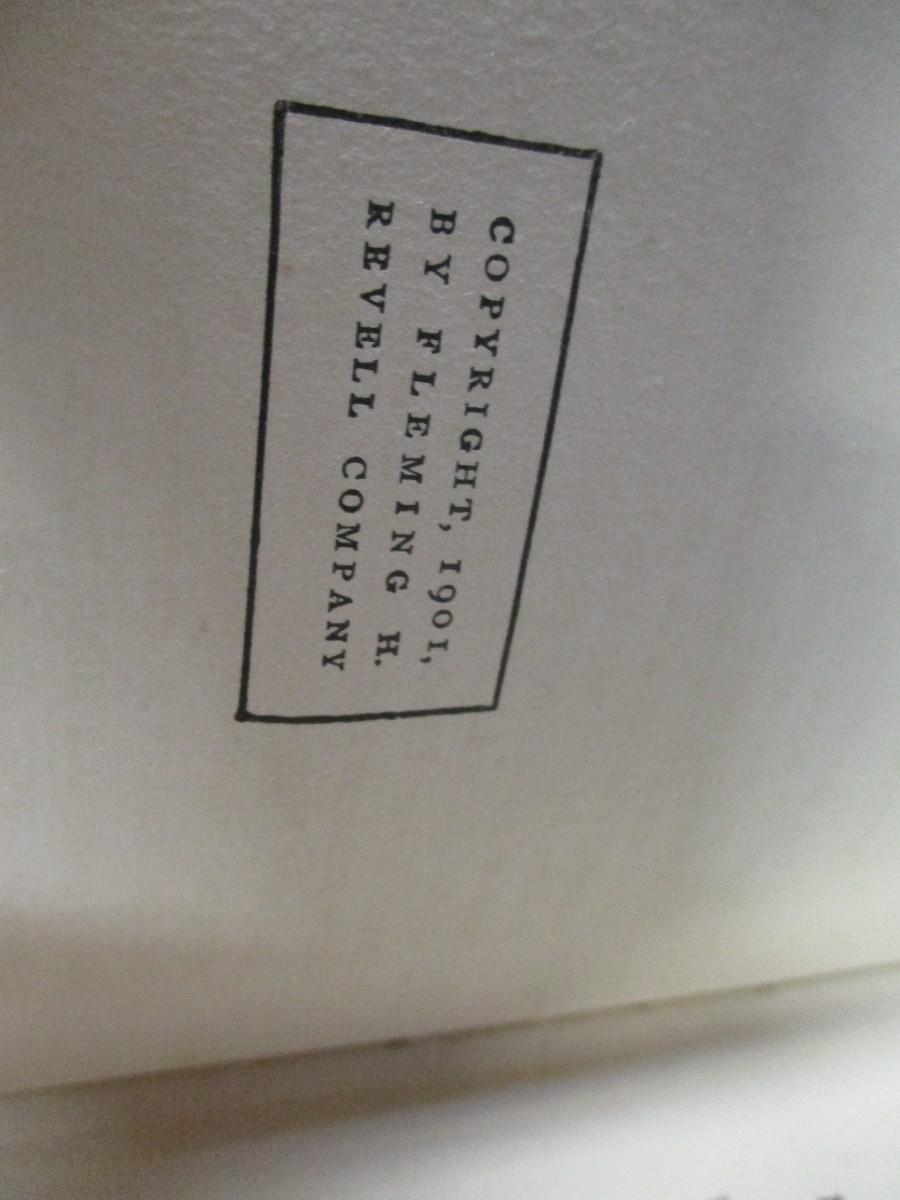 COPYRIGHT, 1901,
BY FLEMING H.
REVELL COMPANY